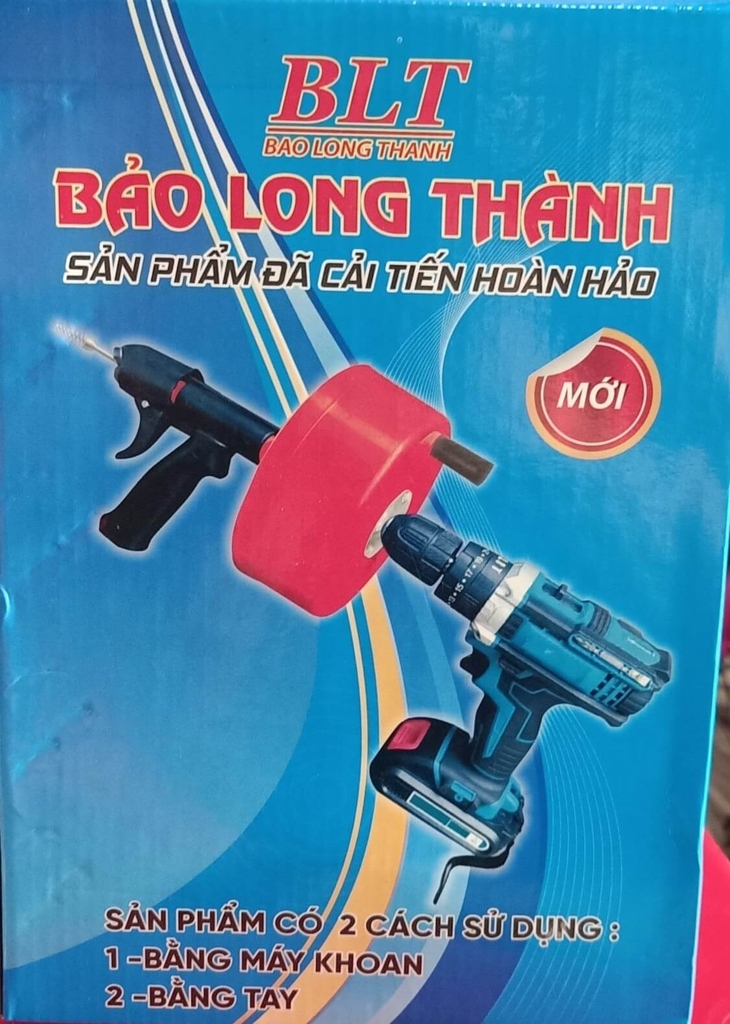 BLT
BAO LONG THANH
BẢO LONG THÀNH
SẢN PHẨM ĐÃ CẢI TIẾN HOÀN HẢO
MỚI
SẢN PHẨM CÓ 2 CÁCH SỬ DỤNG :
1 -BẰNG MÁY KHOAN
2 -BẰNG TAY